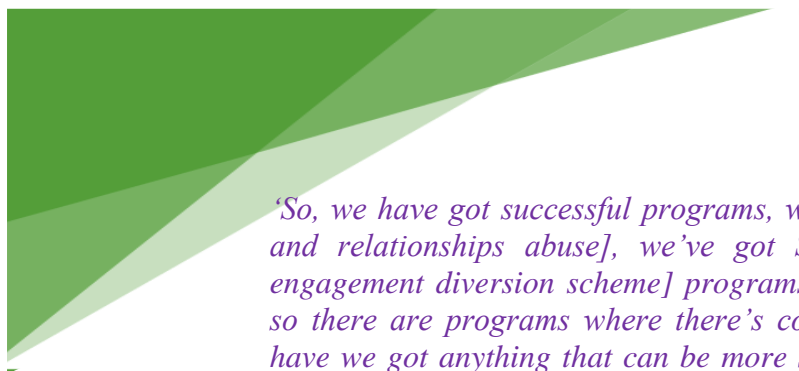 ‘So, we have got successful programs,
and relationships abuse], we’ve got
engagement diversion scheme] programs
so there are programs where there’s
have we got anything that can be more